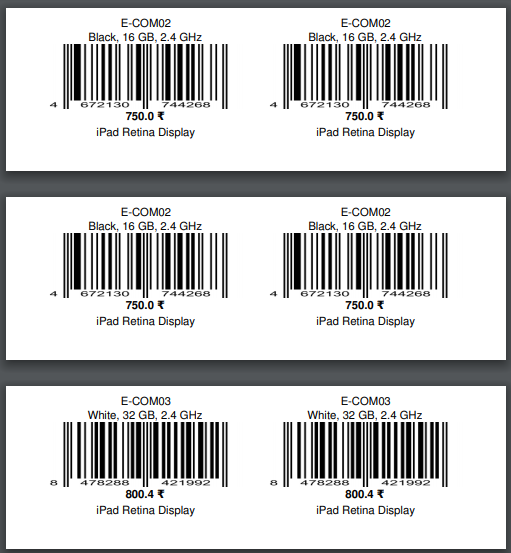 E-COM02 E-COM02
Black, 16 GB, 2.4 GHz Black, 16 GB, 2.4 GHz
4 672130 744268 4 672130 744268
750.0 ₹ 750.0 ₹
iPad Retina Display iPad Retina Display
E-COM02 E-COM02
Black, 16 GB, 2.4 GHz Black, 16 GB, 2.4 GHz
4 672130 744268 4 672130 744268
750.0 ₹ 750.0 ₹
iPad Retina Display iPad Retina Display
E-COM03 E-COM03
White, 32 GB, 2.4 GHz White, 32 GB, 2.4 GHz
8 478288 421992 8 478288 421992
800.4 ₹ 800.4 ₹
iPad Retina Display iPad Retina Display